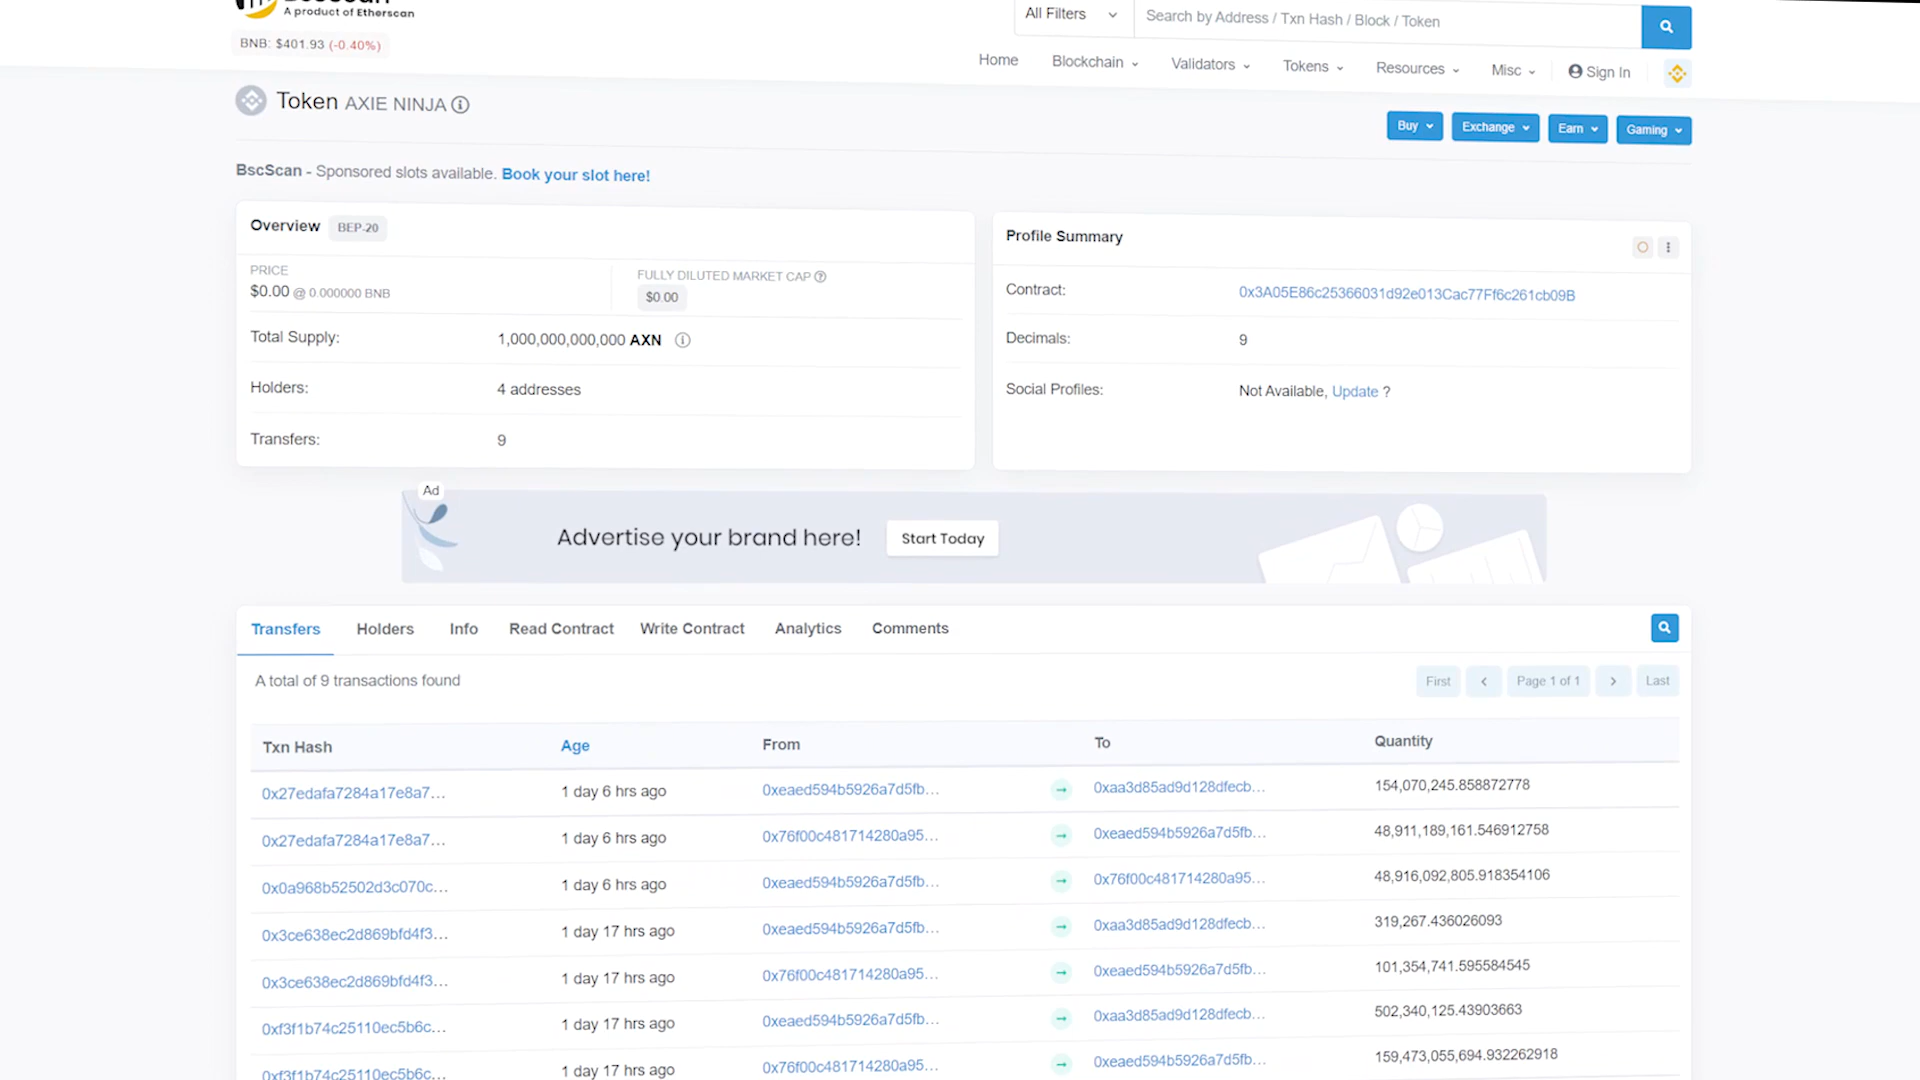 A product of Etherscan
BNB: $401.93 (-0.40%)
All Filters
Search by Address / Txn Hash / Block / Token
Home Blockchain Validators Tokens Resources Misc Sign In
Token AXIE NINJA
Buy Exchange Earn Gaming
BscScan - Sponsored slots available. Book your slot here!
Overview BEP-20
PRICE
$0.00 @ 0.000000 BNB
FULLY DILUTED MARKET CAP
$0.00
Total Supply: 1,000,000,000,000 AXN
Holders: 4 addresses
Transfers: 9
Profile Summary
Contract: 0x3A05E86c25366031d92e013Cac77Ff6c261cb09B
Decimals: 9
Social Profiles: Not Available, Update ?
Ad
Advertise your brand here! Start Today
Transfers Holders Info Read Contract Write Contract Analytics Comments
A total of 9 transactions found
First Page 1 of 1 Last
Txn Hash Age From To Quantity
0x27edafa7284a17e8a7... 1 day 6 hrs ago 0xeaed594b5926a7d5fb... 0xaa3d85ad9d128dfecb... 154,070,245.858872778
0x27edafa7284a17e8a7... 1 day 6 hrs ago 0x76f00c481714280a95... 0xeaed594b5926a7d5fb... 48,911,189,161.546912758
0x0a968b52502d3c070c... 1 day 6 hrs ago 0xeaed594b5926a7d5fb... 0x76f00c481714280a95... 48,916,092,805.918354106
0x3ce638ec2d869bfd4f3... 1 day 17 hrs ago 0xeaed594b5926a7d5fb... 0xaa3d85ad9d128dfecb... 319,267.436026093
0x3ce638ec2d869bfd4f3... 1 day 17 hrs ago 0x76f00c481714280a95... 0xeaed594b5926a7d5fb... 101,354,741.595584545
0xf3f1b74c25110ec5b6c... 1 day 17 hrs ago 0xeaed594b5926a7d5fb... 0xaa3d85ad9d128dfecb... 502,340,125.43903663
0xf3f1b74c25110ec5b6c... 1 day 17 hrs ago 0x76f00c481714280a95... 0xeaed594b5926a7d5fb... 159,473,055,694.932262918